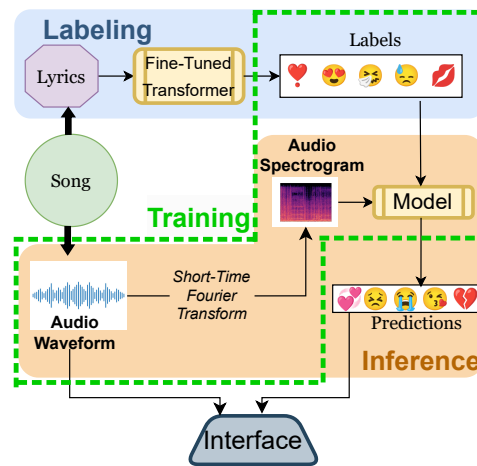 Labeling
Labels
Lyrics
Fine-Tuned
Transformer
Audio
Spectrogram
Song
Training
Model
Short-Time
Fourier
Transform
Audio
Waveform
Predictions
Inference
Interface